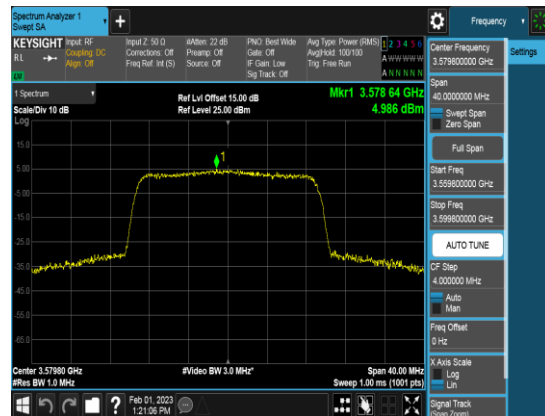 Spectrum Analyzer 1
Swept SA
+
Frequency
KEYSIGHT Input: RF Input Z: 50 Ω #Atten: 22 dB PNO: Best Wide Avg Type: Power (RMS) 1 2 3 4 5 6
RL Coupling: DC Corrections: Off Preamp: Off Gate: Off Avg|Hold: 100/100 A W W W W W
Align: Off Freq Ref: Int (S) Source: Off IF Gain: Low Trig: Free Run
Sig Track: Off A N N N N N
LV
1 Spectrum
Ref Lvl Offset 15.00 dB Mkr1 3.578 64 GHz
Scale/Div 10 dB Ref Level 25.00 dBm 4.986 dBm
Log
15.0
1
5.00
-5.00
-15.0
-25.0
-35.0
-45.0
-55.0
-65.0
Center 3.57980 GHz #Video BW 3.0 MHz* Span 40.00 MHz
#Res BW 1.0 MHz Sweep 1.00 ms (1001 pts)
Feb 01, 2023
1:21:06 PM
?
Center Frequency
3.579800000 GHz
Settings
Span
40.0000000 MHz
Swept Span
Zero Span
Full Span
Start Freq
3.559800000 GHz
Stop Freq
3.599800000 GHz
AUTO TUNE
CF Step
4.000000 MHz
Auto
Man
Freq Offset
0 Hz
X Axis Scale
Log
Lin
Signal Track
(Span Zoom)